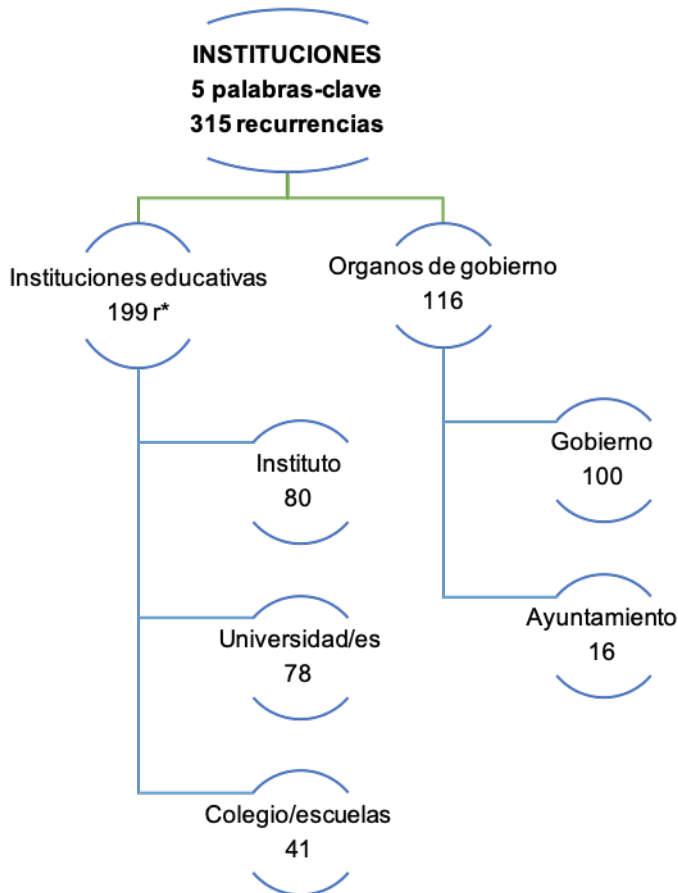 INSTITUCIONES
5 palabras-clave
315 recurrencias
Instituciones educativas
199 r*
Organos de gobierno
116
Instituto
80
Universidad/es
78
Colegio/escuelas
41
Gobierno
100
Ayuntamiento
16